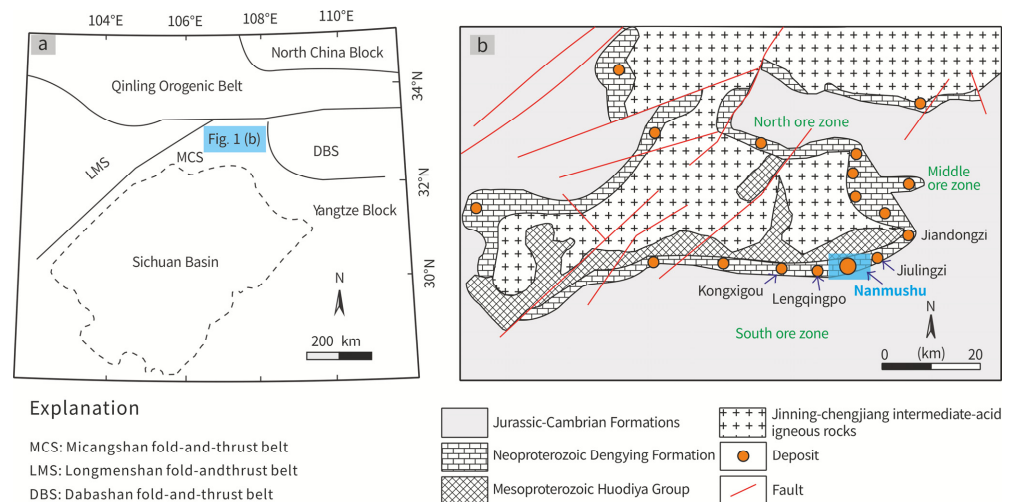 104°E
106°E
108°E
110°E
a
North China Block
Qinling Orogenic Belt
34°N
Fig. 1 (b)
MCS
DBS
LMS
32°N
Yangtze Block
Sichuan Basin
30°N
N
200 km
b
North ore zone
Middle
ore zone
Jiandongzi
Jiulingzi
Kongxigou
Lengqingpo
Nanmushu
South ore zone
N
0 (km) 20
Explanation
MCS: Micangshan fold-and-thrust belt
LMS: Longmenshan fold-andthrust belt
DBS: Dabashan fold-and-thrust belt
Jurassic-Cambrian Formations
Neoproterozoic Dengying Formation
Mesoproterozoic Huodiya Group
Jinning-chengjiang intermediate-acid
igneous rocks
Deposit
Fault